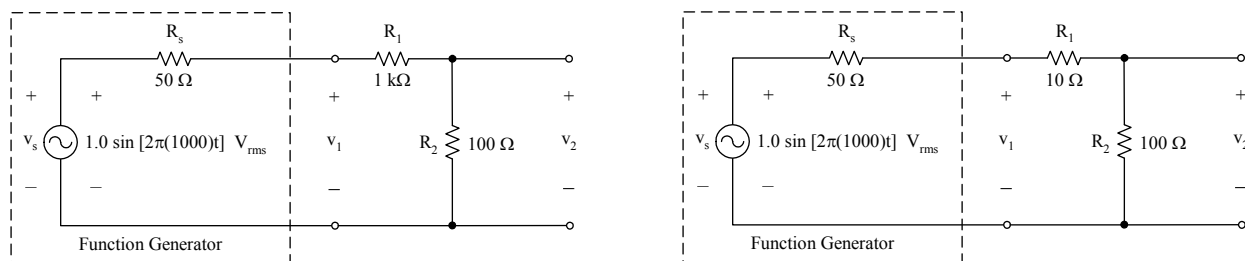 R_s
R_1
50 Ω
1 kΩ
+ + + +
v_s
1.0 sin [2π(1000)t] V_rms
v_1
R_2
100 Ω
v_2
– – – –
Function Generator
R_s
R_1
50 Ω
10 Ω
+ + + +
v_s
1.0 sin [2π(1000)t] V_rms
v_1
R_2
100 Ω
v_2
– – – –
Function Generator